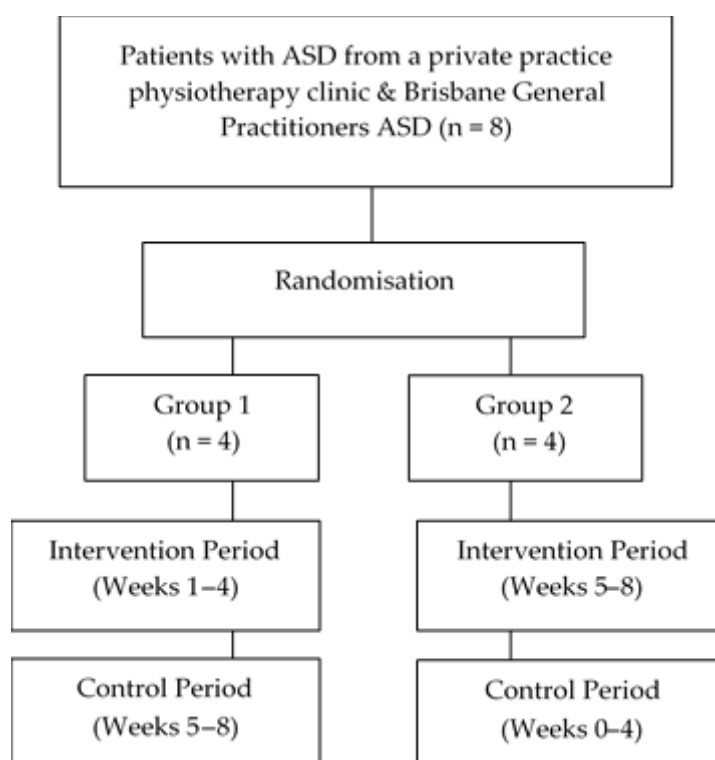 Patients with ASD from a private practice
physiotherapy clinic & Brisbane General
Practitioners ASD (n = 8)
Randomisation
Group 1
(n = 4)
Group 2
(n = 4)
Intervention Period
(Weeks 1–4)
Intervention Period
(Weeks 5–8)
Control Period
(Weeks 5–8)
Control Period
(Weeks 0–4)